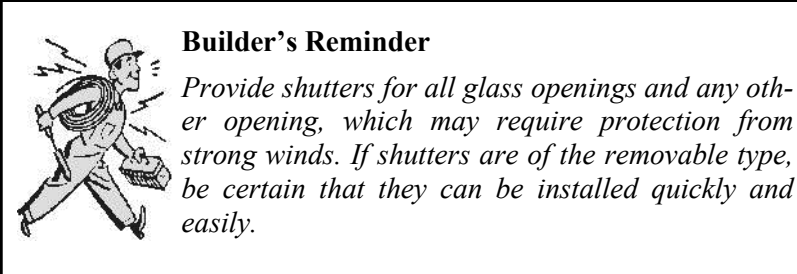 Builder’s Reminder
Provide shutters for all glass openings and any oth-
er opening, which may require protection from
strong winds. If shutters are of the removable type,
be certain that they can be installed quickly and
easily.